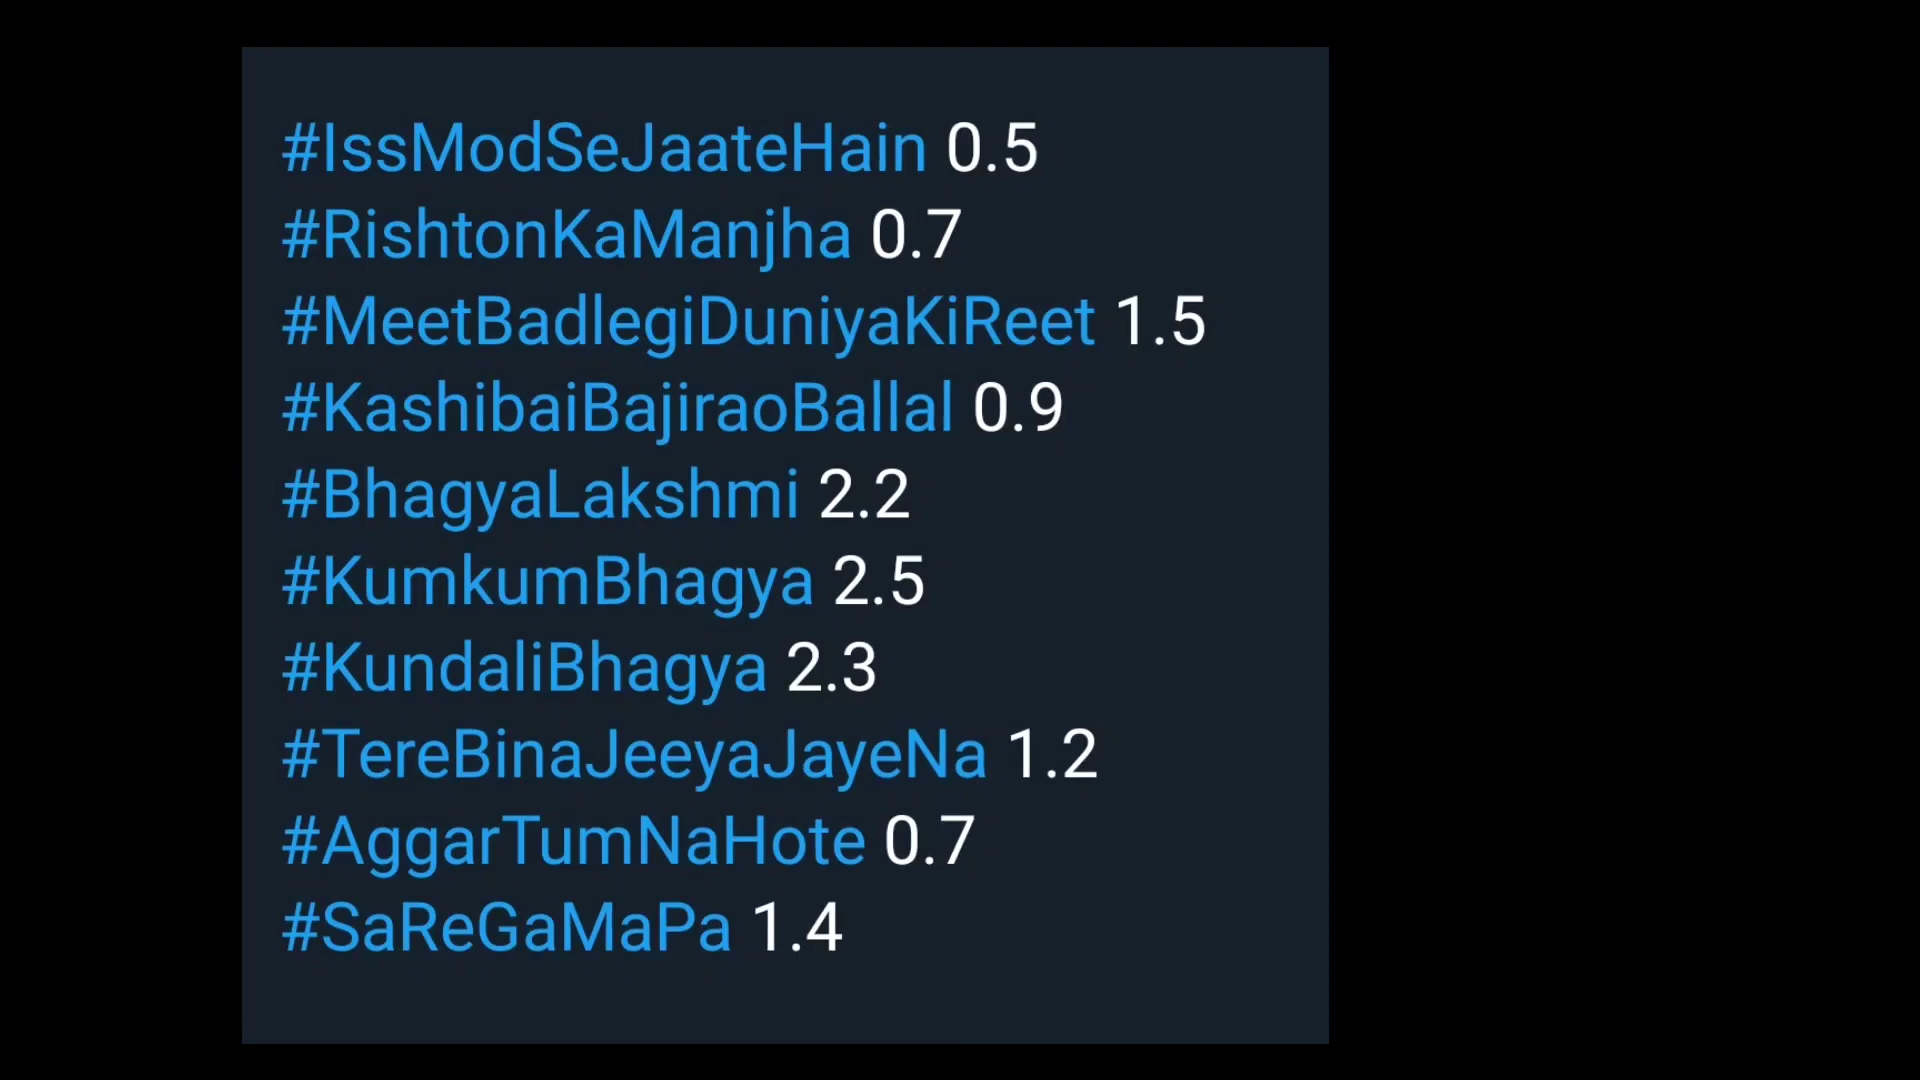 #IssModSeJaateHain 0.5
#RishtonKaManjha 0.7
#MeetBadlegiDuniyaKiReet 1.5
#KashibaiBajiraoBallal 0.9
#BhagyaLakshmi 2.2
#KumkumBhagya 2.5
#KundaliBhagya 2.3
#TereBinaJeeyaJayeNa 1.2
#AggarTumNaHote 0.7
#SaReGaMaPa 1.4